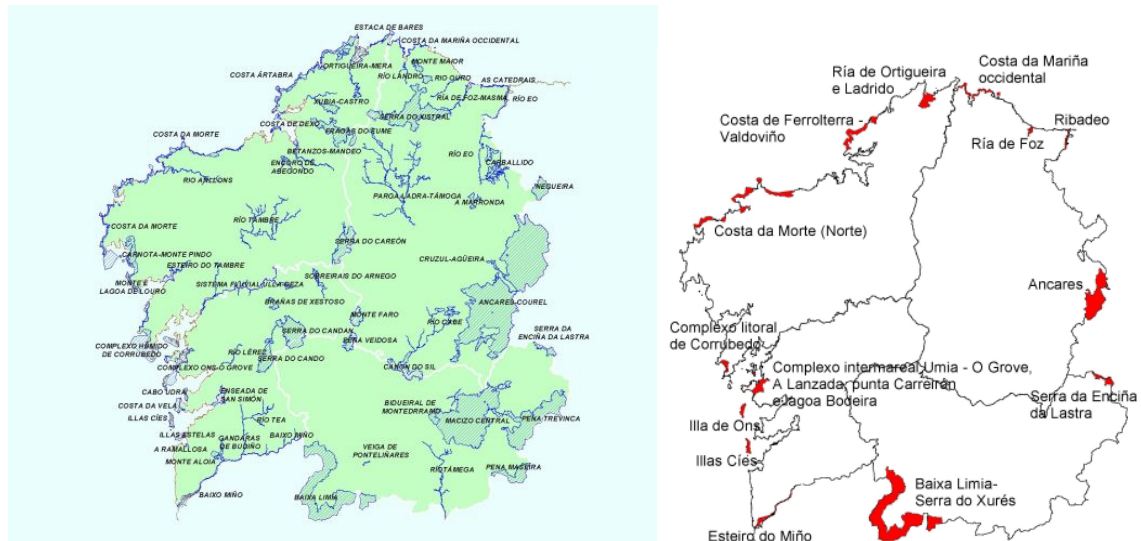 ESTACA DE BARES
COSTA DA MARIÑA OCCIDENTAL
ORTIGUEIRA-MERA
MONTE MAIOR
COSTA ÁRTABRA
RÍO LANDRO
RIO OURO
AS CATEDRAIS
XUBIA-CASTRO
RÍA DE FOZ-MASMA
RÍO EO
SERRA DO XISTRAL
COSTA DE DEXO
FRAGAS DO EUME
COSTA DA MORTE
BETANZOS-MANDEO
RÍO EO
CARBALLIDO
ENCORO DE
ABEGONDO
RIO ANLLONS
NEGUEIRA
PARGA-LADRA-TÁMOGA
A MARRONDA
RÍO TAMBRE
COSTA DA MORTE
SERRA DO CAREÓN
CARNOTA-MONTE PINDO
CRUZUL-AGÜEIRA
ESTEIRO DO TAMBRE
SOBREIRAIS DO ARNEGO
MONTE E
LAGOA DE LOURO
SISTEMA FLUVIAL ULLA-DEZA
BRAÑAS DE XESTOSO
ANCARES-COUREL
MONTE FARO
RÍO CABE
SERRA DA
ENCIÑA DA LASTRA
SERRA DO CANDAN
PENA VEIDOSA
COMPLEXO HÚMIDO
DE CORRUBEDO
RÍO LÉREZ
SERRA DO CANDO
COMPLEXO ONS-O GROVE
CANON DO SIL
CABO UDRA
ENSEADA DE
SAN SIMÓN
BIDUEIRAL DE
MONTEDERRAMO
COSTA DA VELA
MACIZO CENTRAL
PENA TREVINCA
ILLAS CÍES
RIO TEA
ILLAS ESTELAS
GANDARAS
DE BUDIÑO
BAIXO MIÑO
A RAMALLOSA
VEIGA DE
PONTELIÑARES
MONTE ALOIA
RIO TÁMEGA
PENA MASEIRA
BAIXO MIÑO
BAIXA LIMIA
Ría de Ortigueira
e Ladrido
Costa da Mariña
occidental
Costa de Ferrolterra -
Valdoviño
Ribadeo
Ría de Foz
Costa da Morte (Norte)
Ancares
Complexo litoral
de Corrubedo
Complexo intermareal Umia - O Grove,
A Lanzada, punta Carreirón
e lagoa Bodeira
Serra da Enciña
da Lastra
Illa de Ons
Illas Cíes
Baixa Limia-
Serra do Xurés
Esteiro do Miño